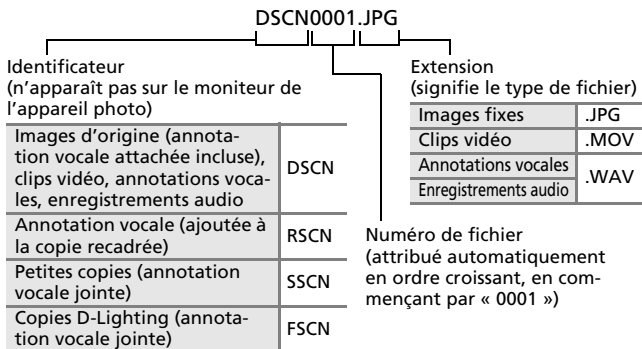 DSCN0001.JPG
Identificateur
(n'apparaît pas sur le moniteur de
l'appareil photo)
Images d'origine (annota-
tion vocale attachée incluse),
clips vidéo, annotations voca-
les, enregistrements audio
DSCN
Annotation vocale (ajoutée à
la copie recadrée)
RSCN
Petites copies (annotation
vocale jointe)
SSCN
Copies D-Lighting (annota-
tion vocale jointe)
FSCN
Extension
(signifie le type de fichier)
Images fixes .JPG
Clips vidéo .MOV
Annotations vocales
Enregistrements audio
.WAV
Numéro de fichier
(attribué automatiquement
en ordre croissant, en com-
mençant par « 0001 »)